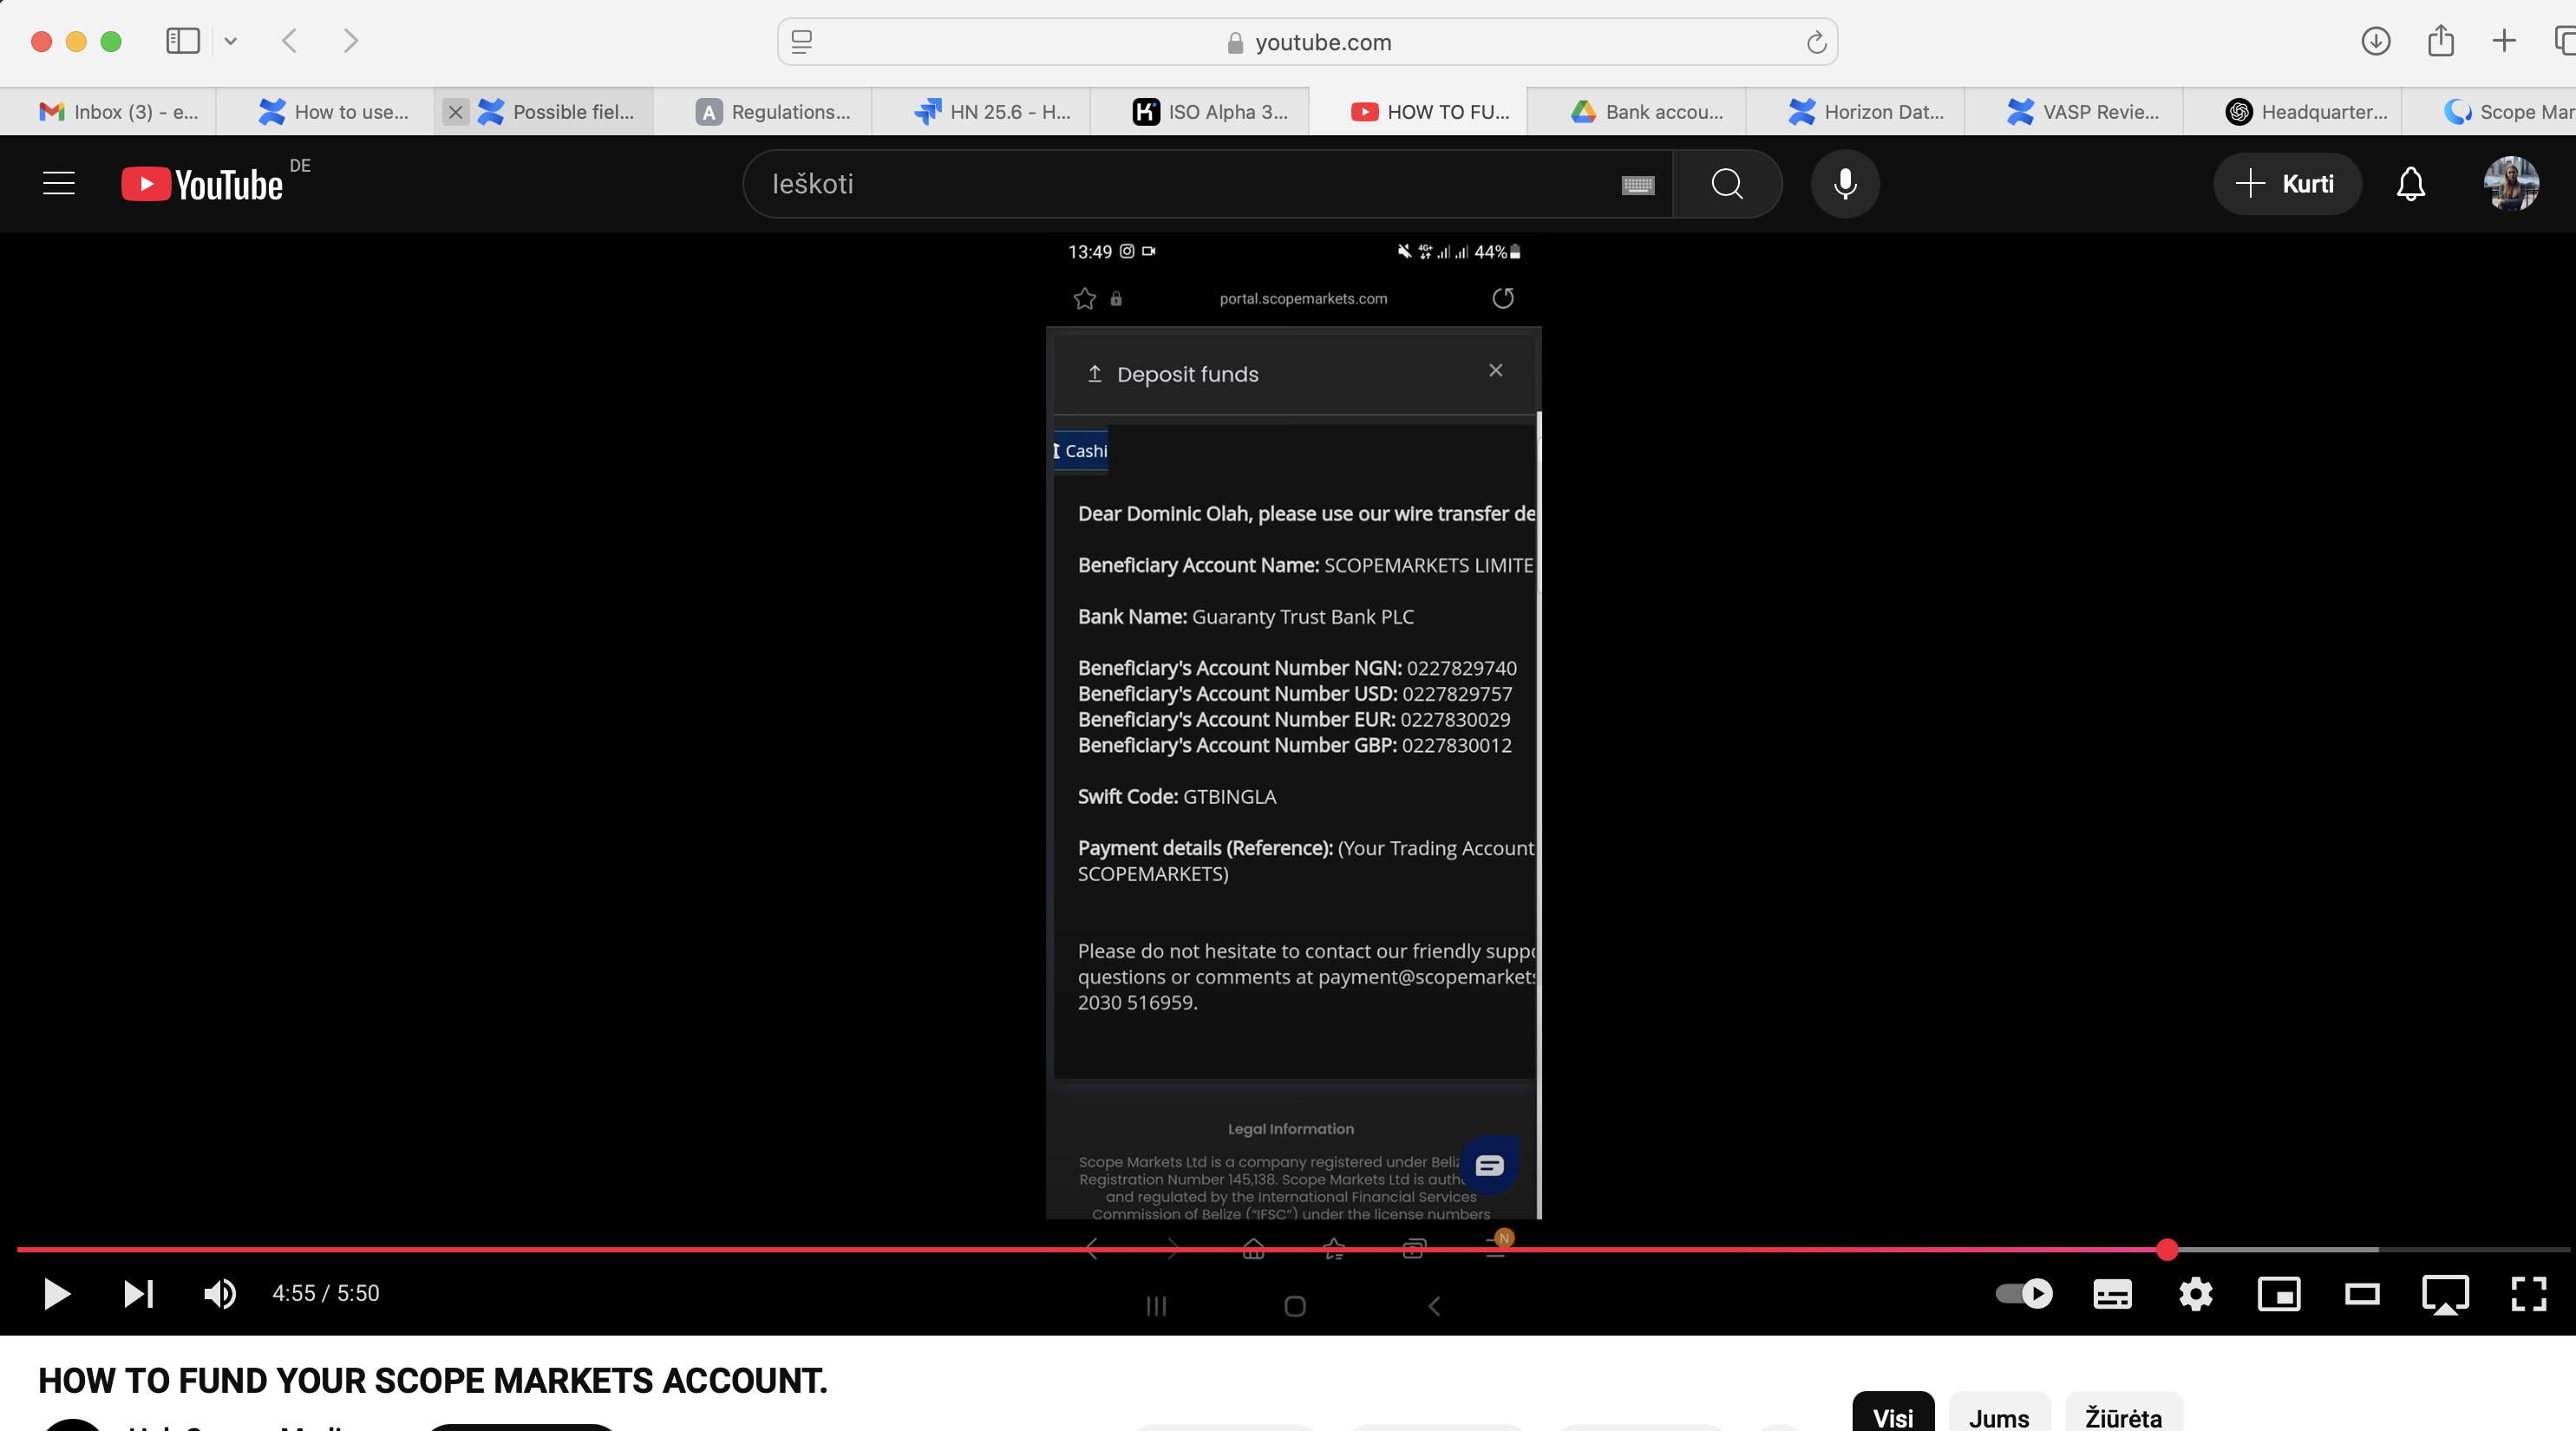 youtube.com
Inbox (3) - e...
How to use...
Possible fiel...
Regulations...
HN 25.6 - H...
ISO Alpha 3...
HOW TO FU...
Bank accou...
Horizon Dat...
VASP Revie...
Headquarter...
Scope Mar
YouTube DE
Ieškoti
Kurti
13:49
4G+ 44%
portal.scopemarkets.com
Deposit funds
Cashi
Dear Dominic Olah, please use our wire transfer de
Beneficiary Account Name: SCOPEMARKETS LIMITE
Bank Name: Guaranty Trust Bank PLC
Beneficiary's Account Number NGN: 0227829740
Beneficiary's Account Number USD: 0227829757
Beneficiary's Account Number EUR: 0227830029
Beneficiary's Account Number GBP: 0227830012
Swift Code: GTBINGLA
Payment details (Reference): (Your Trading Account
SCOPEMARKETS)
Please do not hesitate to contact our friendly suppo
questions or comments at payment@scopemarkets
2030 516959.
Legal Information
Scope Markets Ltd is a company registered under Beliz
Registration Number 145,138. Scope Markets Ltd is auth
and regulated by the International Financial Services
Commission of Belize ("IFSC") under the license numbers
N
4:55 / 5:50
HOW TO FUND YOUR SCOPE MARKETS ACCOUNT.
Visi
Jums
Žiūrėta